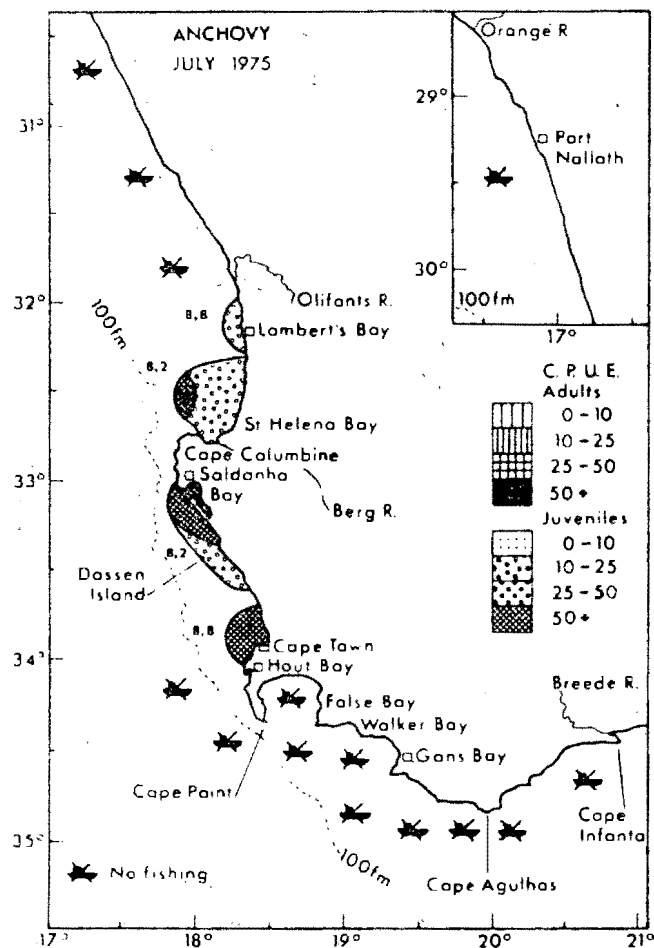 ANCHOVY
JULY 1975
Orange R
29°
Port
Nolloth
30°
100fm
17°
31°
32°
100fm
8,8
Olifants R.
Lambert's Bay
8,2
St Helena Bay
Cape Columbine
Saldanha
Bay
33°
Berg R.
8,2
Dassen
Island
8,8
Cape Town
Hout Bay
34°
False Bay
Walker Bay
Gans Bay
Breede R.
Cape Point
Cape
Infanta
35°
100fm
Cape Agulhas
No fishing
C. P. U. E.
Adults
0-10
10-25
25-50
50+
Juveniles
0-10
10-25
25-50
50+
17°
18°
19°
20°
21°